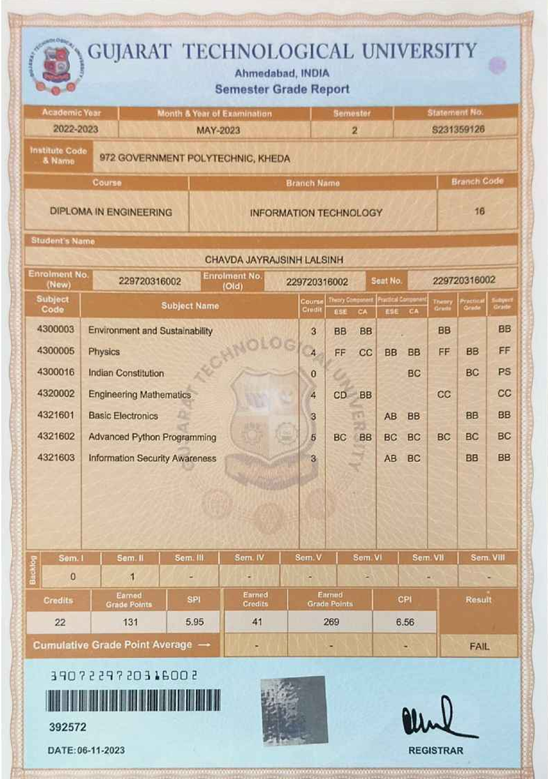 GUJARAT TECHNOLOGICAL UNIVERSITY
Ahmedabad, INDIA
Semester Grade Report
Academic Year Month & Year of Examination Semester Statement No.
2022-2023 MAY-2023 2 S231359126
Institute Code & Name 972 GOVERNMENT POLYTECHNIC, KHEDA
Course Branch Name Branch Code
DIPLOMA IN ENGINEERING INFORMATION TECHNOLOGY 16
Student's Name
CHAVDA JAYRAJSINH LALSINH
Enrolment No. (New) 229720316002 Enrolment No. (Old) 229720316002 Seat No. 229720316002
Subject Code Subject Name Course Credit Theory Component Practical Component Theory Grade Practical Grade Subject Grade
ESE CA ESE CA
4300003 Environment and Sustainability 3 BB BB BB BB
4300005 Physics 4 FF CC BB BB FF BB FF
4300016 Indian Constitution 0 BC BC PS
4320002 Engineering Mathematics 4 CD BB CC CC
4321601 Basic Electronics 3 AB BB BB BB
4321602 Advanced Python Programming 5 BC BB BC BC BC BC BC
4321603 Information Security Awareness 3 AB BC BB BB
GUJARAT TECHNOLOGICAL UNIVERSITY
Backlog Sem. I Sem. II Sem. III Sem. IV Sem. V Sem. VI Sem. VII Sem. VIII
0 1 - - - - - -
Credits Earned Grade Points SPI Earned Credits Earned Grade Points CPI Result
22 131 5.95 41 269 6.56
Cumulative Grade Point Average → - - - FAIL
3907229720316002
392572
DATE: 06-11-2023
REGISTRAR